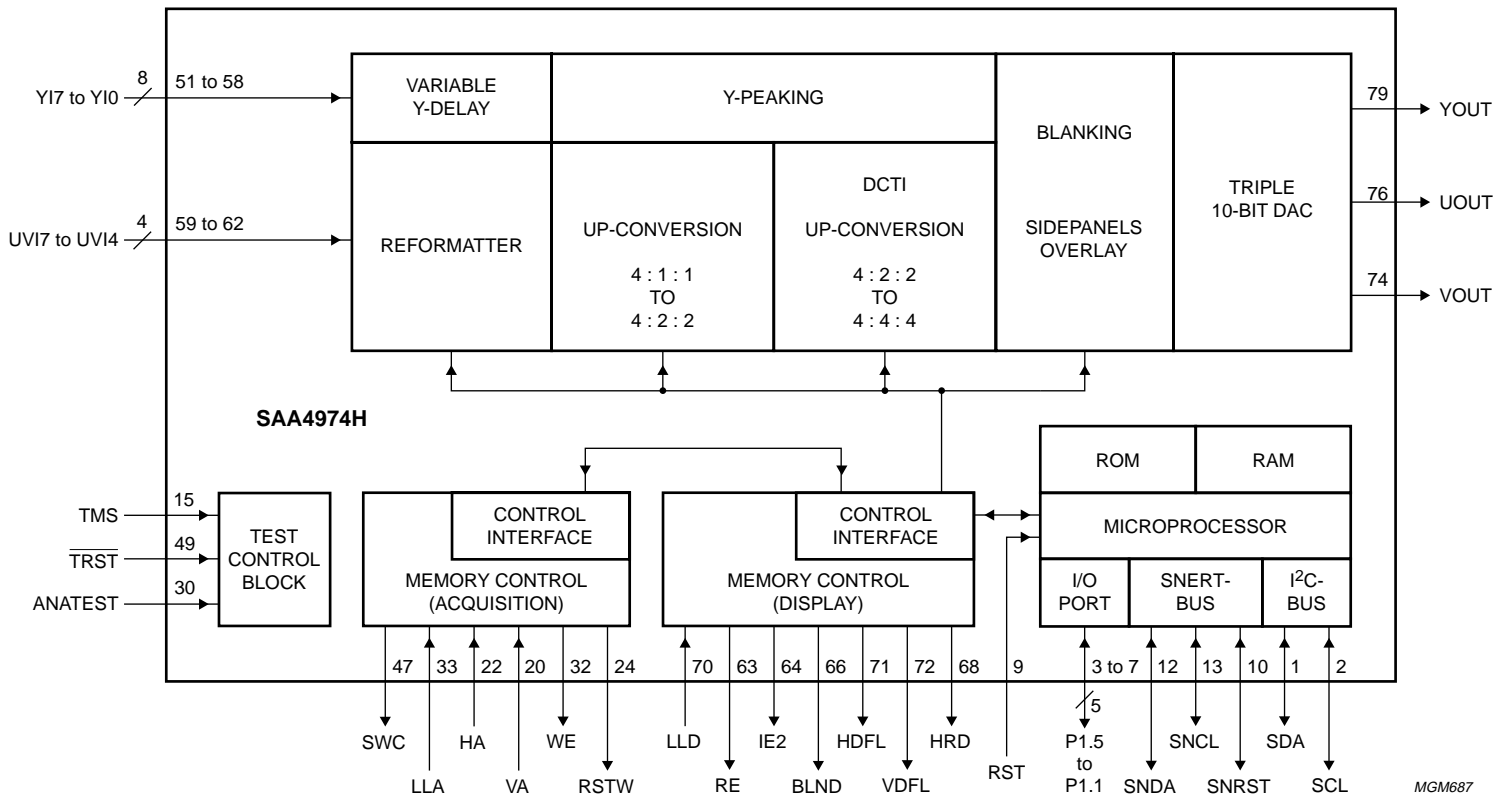 8
51 to 58
YI7 to YI0
VARIABLE
Y-DELAY
Y-PEAKING
BLANKING
SIDEPANELS
OVERLAY
TRIPLE
10-BIT DAC
79
YOUT
76
UOUT
74
VOUT
4
59 to 62
UVI7 to UVI4
REFORMATTER
UP-CONVERSION
4 : 1 : 1
TO
4 : 2 : 2
DCTI
UP-CONVERSION
4 : 2 : 2
TO
4 : 4 : 4
SAA4974H
TMS
15
TRST
49
ANATEST
30
TEST
CONTROL
BLOCK
CONTROL
INTERFACE
MEMORY CONTROL
(ACQUISITION)
CONTROL
INTERFACE
MEMORY CONTROL
(DISPLAY)
ROM
RAM
MICROPROCESSOR
I/O
PORT
SNERT-
BUS
I2C-
BUS
47
33
22
20
32
24
70
63
64
66
71
72
68
9
3 to 7
12
13
10
1
2
5
SWC
LLA
HA
VA
WE
RSTW
LLD
RE
IE2
BLND
HDFL
VDFL
HRD
RST
P1.5
to
P1.1
SNDA
SNCL
SNRST
SDA
SCL
MGM687